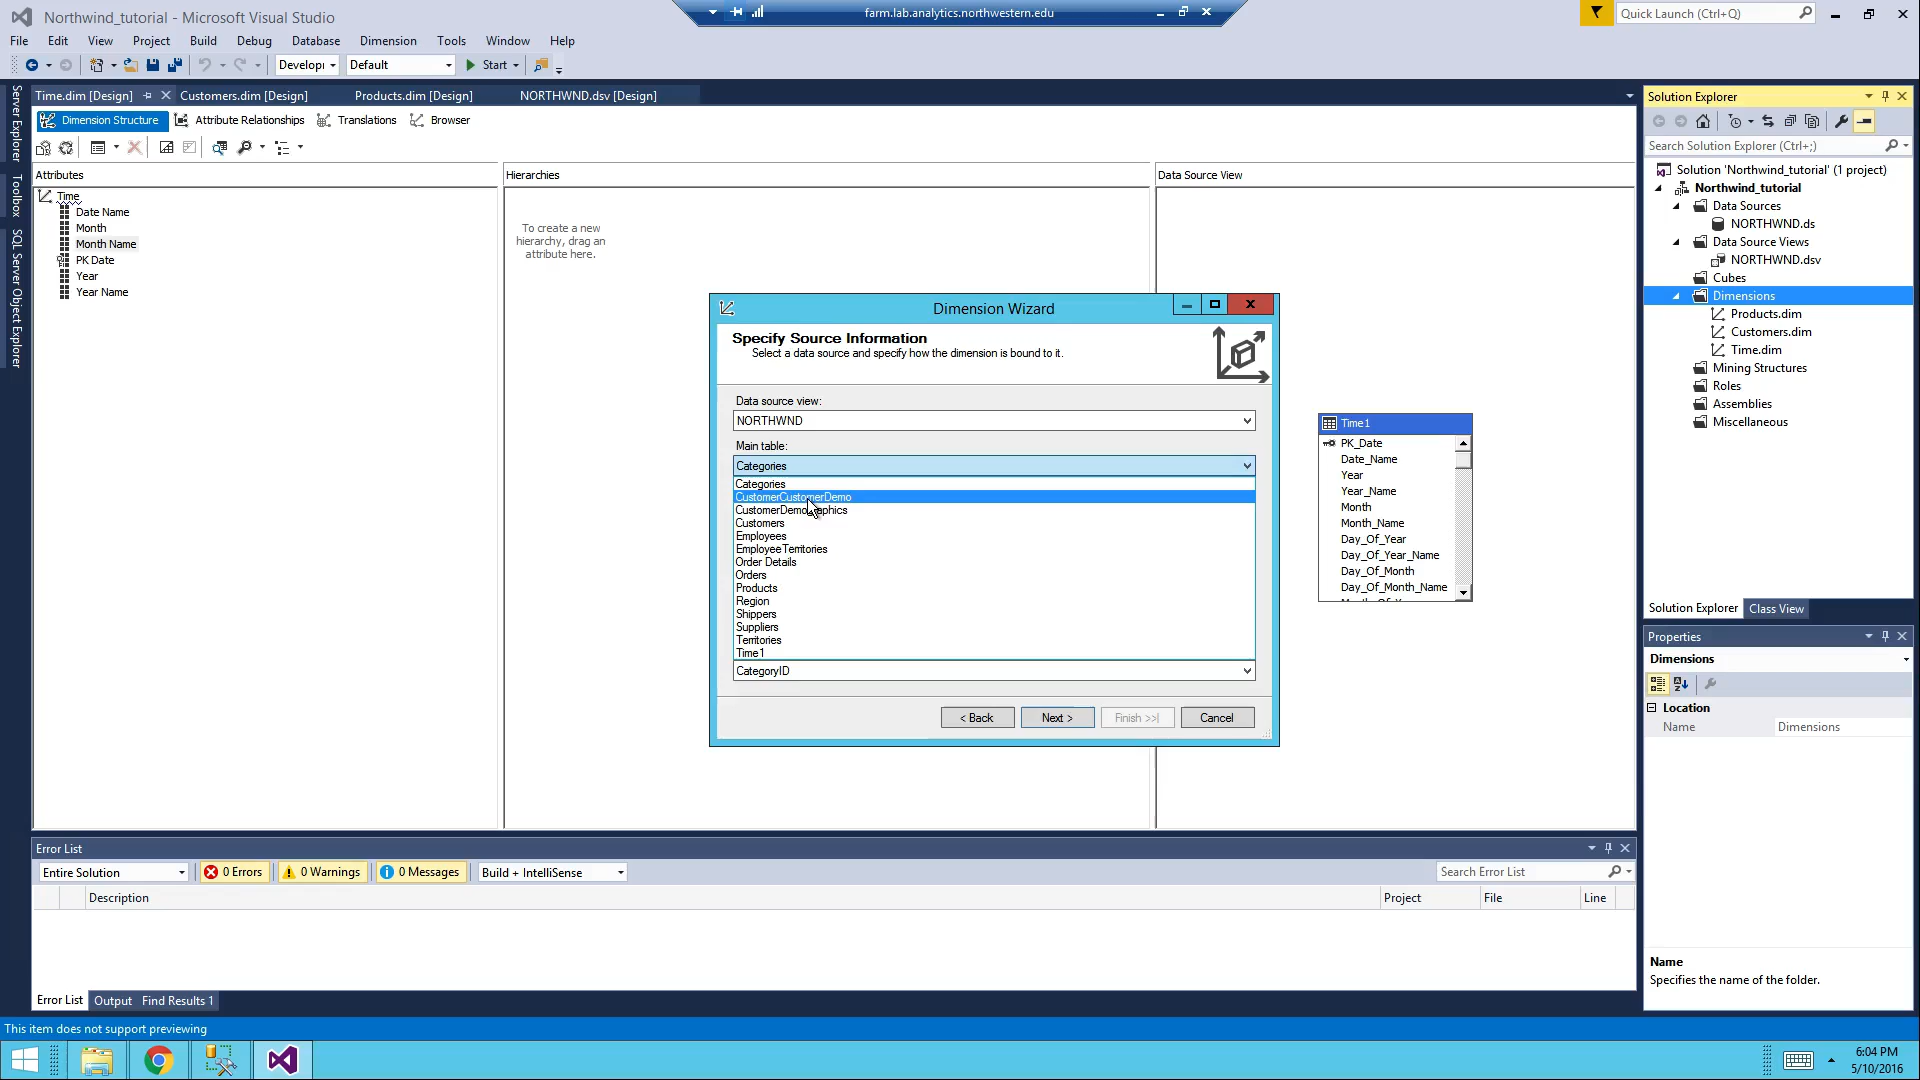 Northwind_tutorial - Microsoft Visual Studio
farm.lab.analytics.northwestern.edu
Quick Launch (Ctrl+Q)
File Edit View Project Build Debug Database Dimension Tools Window Help
Develop Default Start
Time.dim [Design] Customers.dim [Design] Products.dim [Design] NORTHWND.dsv [Design]
Dimension Structure Attribute Relationships Translations Browser
Server Explorer
Toolbox
SQL Server Object Explorer
Attributes
Time
Date Name
Month
Month Name
PK Date
Year
Year Name
Hierarchies
To create a new
hierarchy, drag an
attribute here.
Data Source View
Time1
PK_Date
Date_Name
Year
Year_Name
Month
Month_Name
Day_Of_Year
Day_Of_Year_Name
Day_Of_Month
Day_Of_Month_Name
Dimension Wizard
Specify Source Information
Select a data source and specify how the dimension is bound to it.
Data source view:
NORTHWND
Main table:
Categories
Categories
CustomerCustomerDemo
CustomerDemographics
Customers
Employees
EmployeeTerritories
Order Details
Orders
Products
Region
Shippers
Suppliers
Territories
Time1
CategoryID
< Back Next > Finish >>| Cancel
Solution Explorer
Search Solution Explorer (Ctrl+;)
Solution 'Northwind_tutorial' (1 project)
Northwind_tutorial
Data Sources
NORTHWND.ds
Data Source Views
NORTHWND.dsv
Cubes
Dimensions
Products.dim
Customers.dim
Time.dim
Mining Structures
Roles
Assemblies
Miscellaneous
Solution Explorer Class View
Properties
Dimensions
Location
Name Dimensions
Name
Specifies the name of the folder.
Error List
Entire Solution 0 Errors 0 Warnings 0 Messages Build + IntelliSense Search Error List
Description Project File Line
Error List Output Find Results 1
This item does not support previewing
6:04 PM
5/10/2016